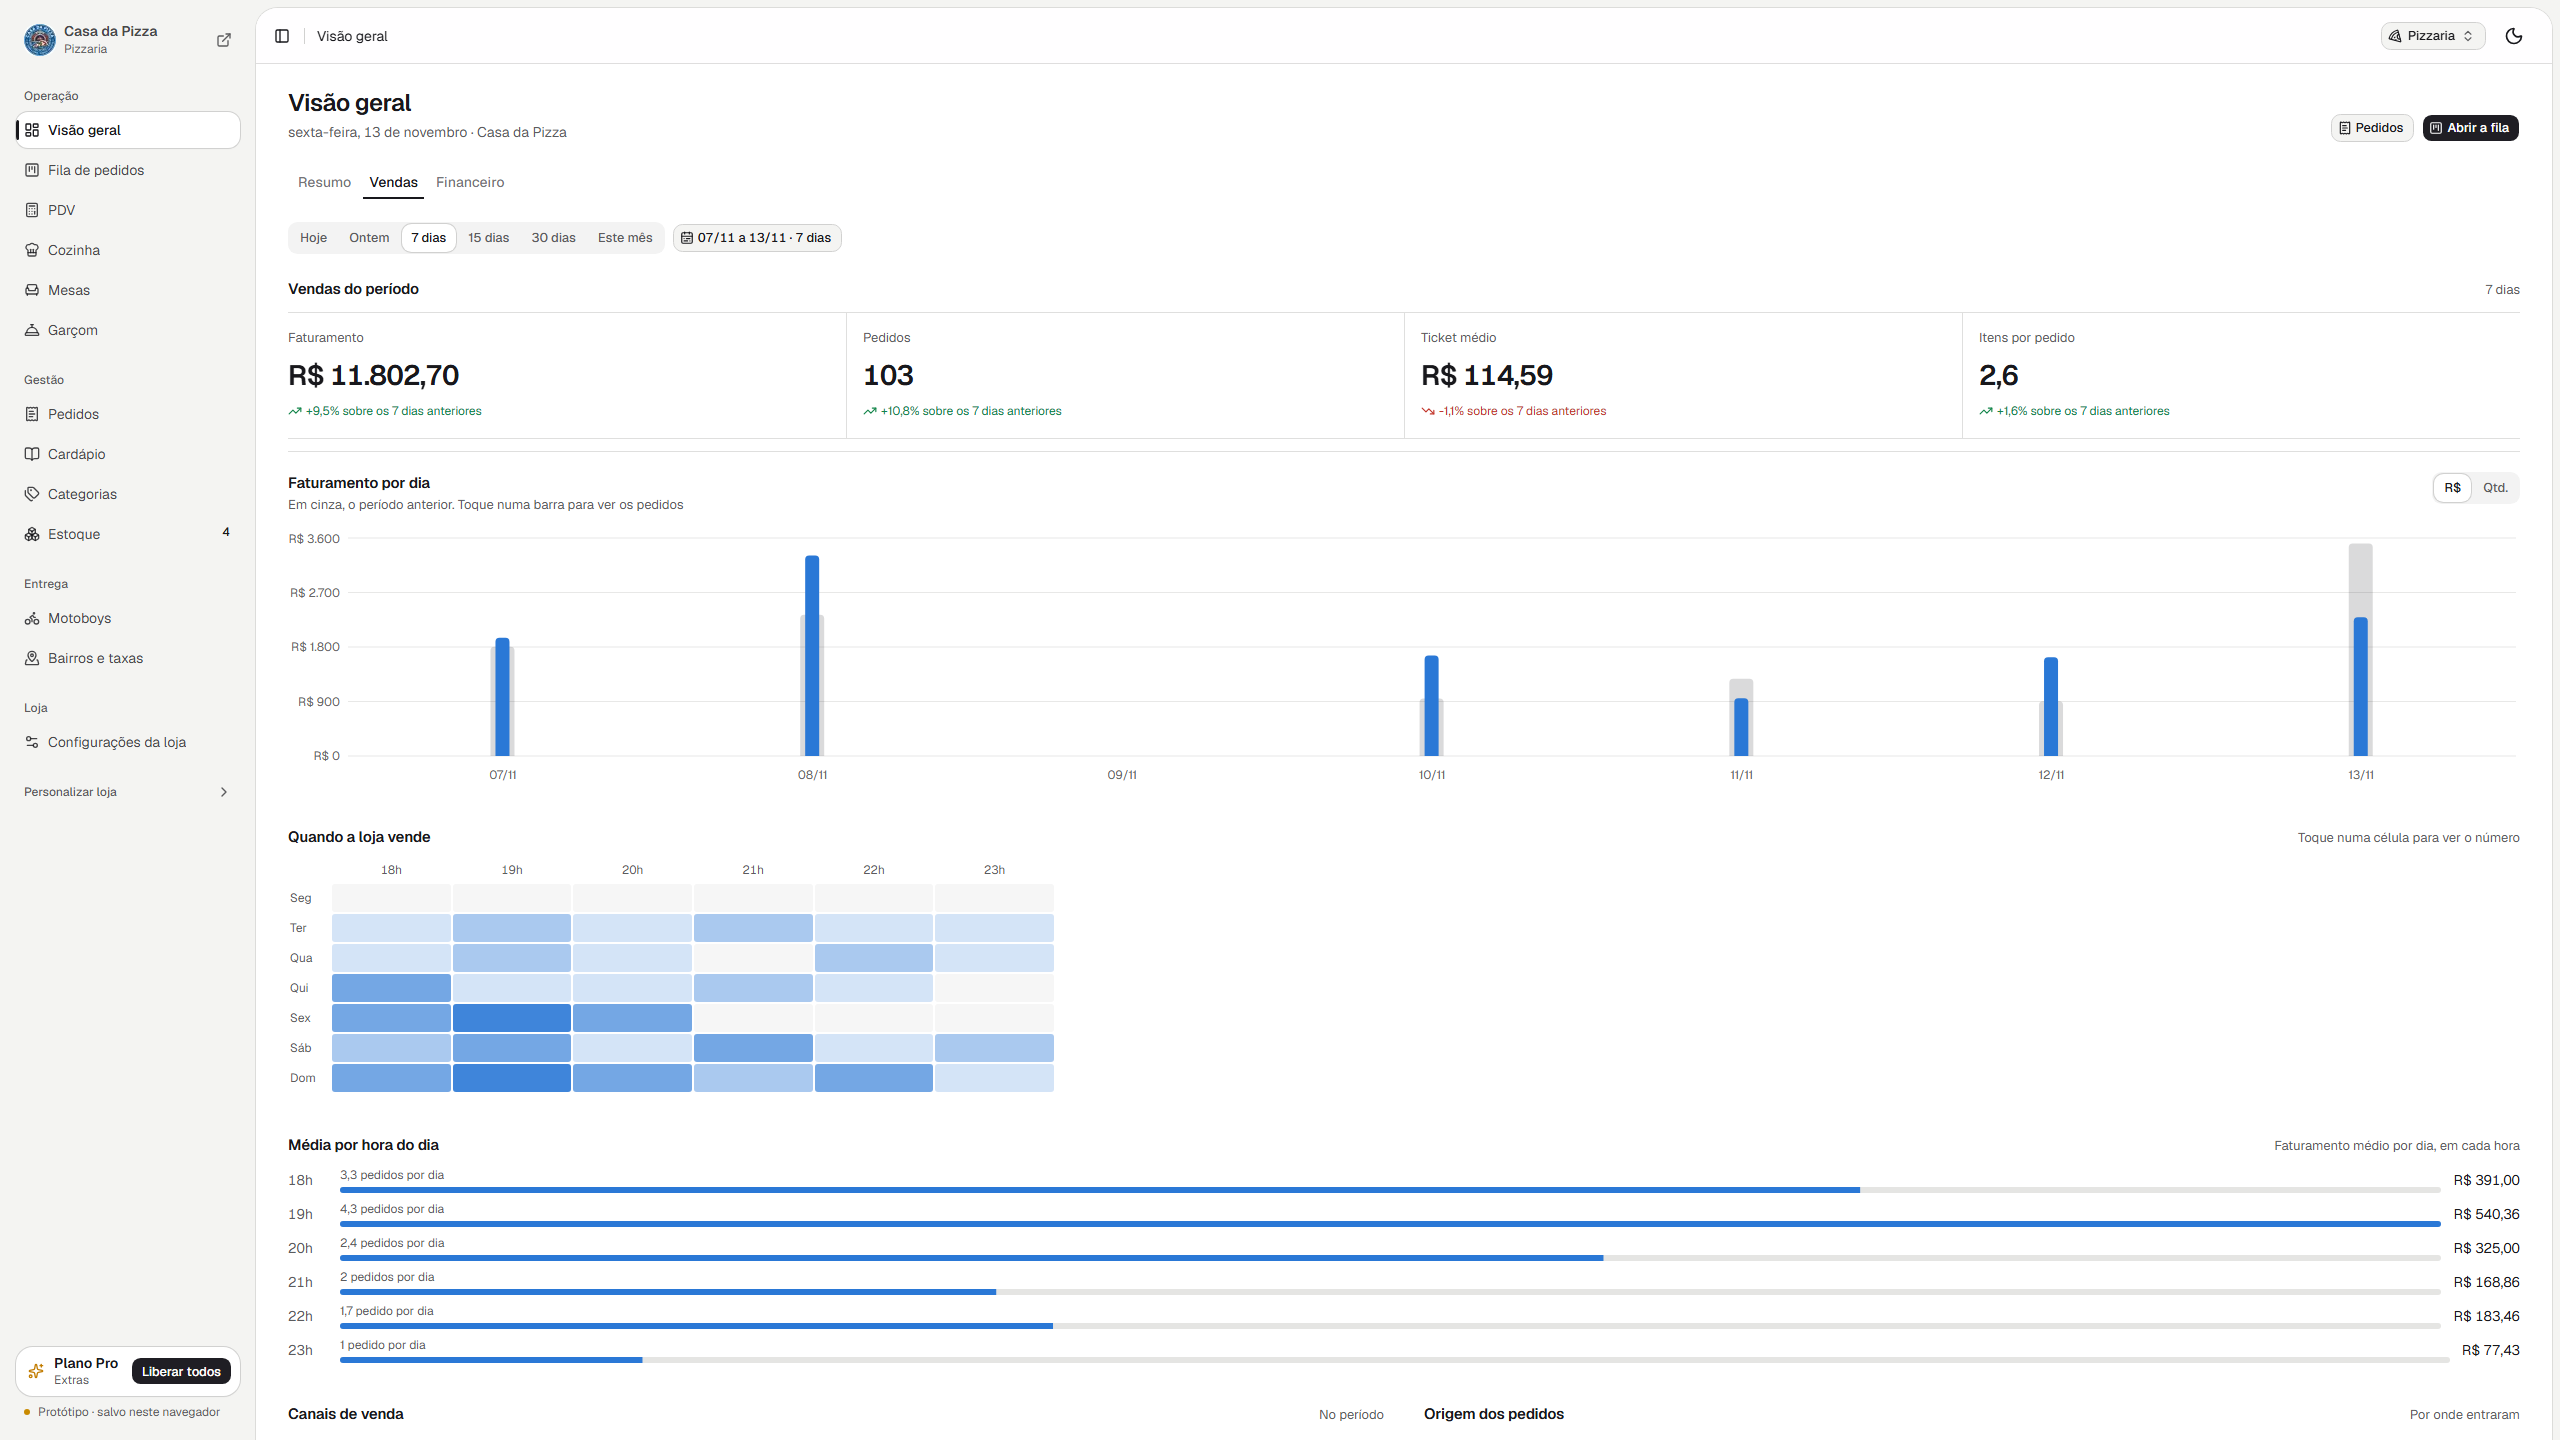 Casa da Pizza
Pizzaria
Operação
Visão geral
Fila de pedidos
PDV
Cozinha
Mesas
Garçom
Gestão
Pedidos
Cardápio
Categorias
Estoque 4
Entrega
Motoboys
Bairros e taxas
Loja
Configurações da loja
Personalizar loja
Plano Pro
Extras
Liberar todos
Protótipo · salvo neste navegador
Visão geral
Pizzaria
Visão geral
sexta-feira, 13 de novembro · Casa da Pizza
Pedidos
Abrir a fila
Resumo Vendas Financeiro
Hoje Ontem 7 dias 15 dias 30 dias Este mês 07/11 a 13/11 · 7 dias
Vendas do período 7 dias
Faturamento
R$ 11.802,70
+9,5% sobre os 7 dias anteriores
Pedidos
103
+10,8% sobre os 7 dias anteriores
Ticket médio
R$ 114,59
-1,1% sobre os 7 dias anteriores
Itens por pedido
2,6
+1,6% sobre os 7 dias anteriores
Faturamento por dia
Em cinza, o período anterior. Toque numa barra para ver os pedidos
R$ Qtd.
R$ 3.600
R$ 2.700
R$ 1.800
R$ 900
R$ 0
07/11 08/11 09/11 10/11 11/11 12/11 13/11
Quando a loja vende Toque numa célula para ver o número
18h 19h 20h 21h 22h 23h
Seg
Ter
Qua
Qui
Sex
Sáb
Dom
Média por hora do dia Faturamento médio por dia, em cada hora
18h 3,3 pedidos por dia R$ 391,00
19h 4,3 pedidos por dia R$ 540,36
20h 2,4 pedidos por dia R$ 325,00
21h 2 pedidos por dia R$ 168,86
22h 1,7 pedido por dia R$ 183,46
23h 1 pedido por dia R$ 77,43
Canais de venda No período
Origem dos pedidos Por onde entraram